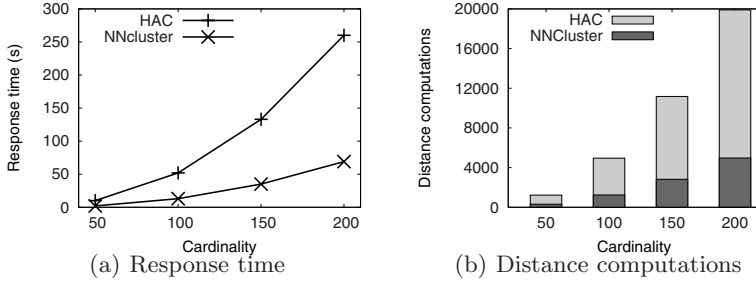 300
250
200
150
100
50
0
Response time (s)
HAC
NNcluster
50 100 150 200
Cardinality
(a) Response time
20000
16000
12000
8000
4000
0
Distance computations
HAC
NNCluster
50 100 150 200
Cardinality
(b) Distance computations